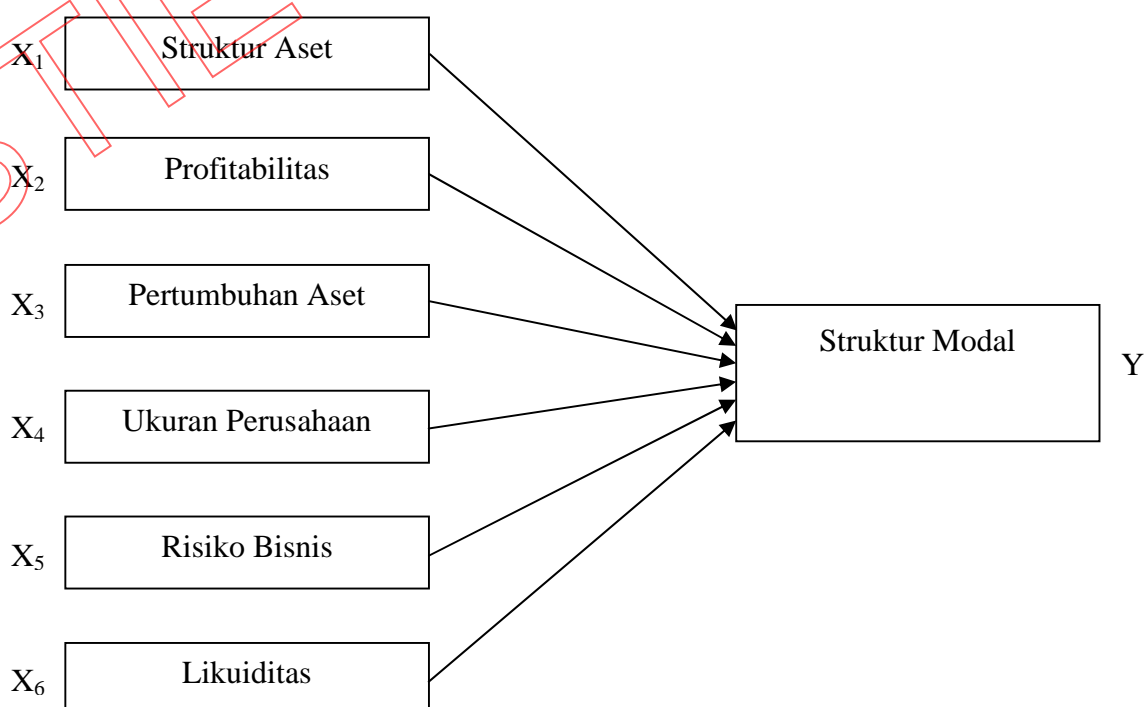 X₁ Struktur Aset
X₂ Profitabilitas
X₃ Pertumbuhan Aset
X₄ Ukuran Perusahaan
X₅ Risiko Bisnis
X₆ Likuiditas
Struktur Modal Y